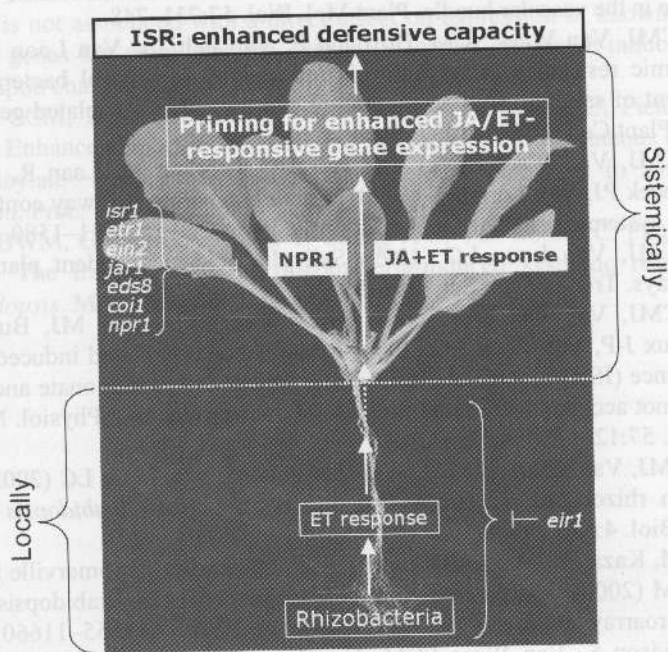 ISR: enhanced defensive capacity
Priming for enhanced JA/ET-
responsive gene expression
isr1
etr1
ein2
jar1
eds8
coi1
npr1
NPR1
JA+ET response
Sistemically
Locally
ET response
eir1
Rhizobacteria